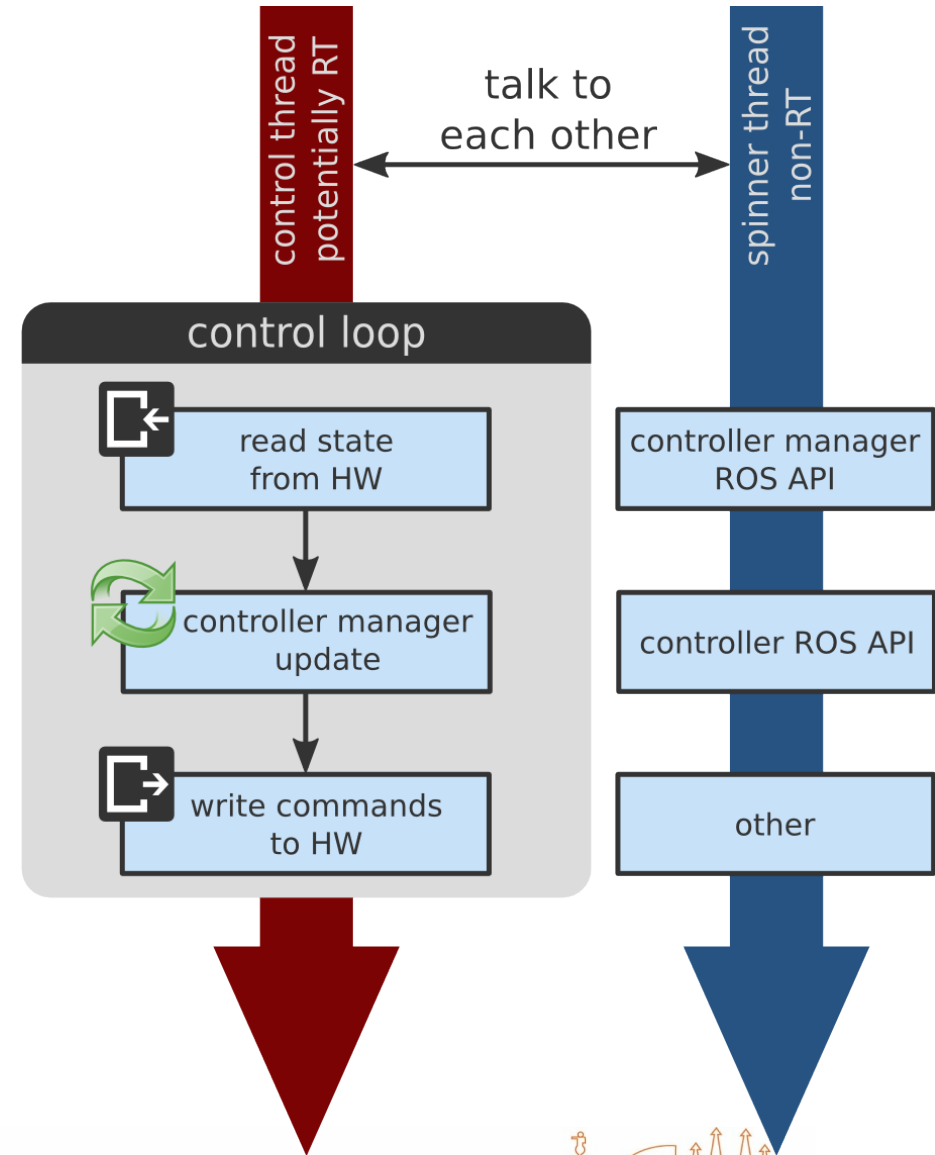 control thread
potentially RT
talk to
each other
spinner thread
non-RT
control loop
read state
from HW
controller manager
update
write commands
to HW
controller manager
ROS API
controller ROS API
other